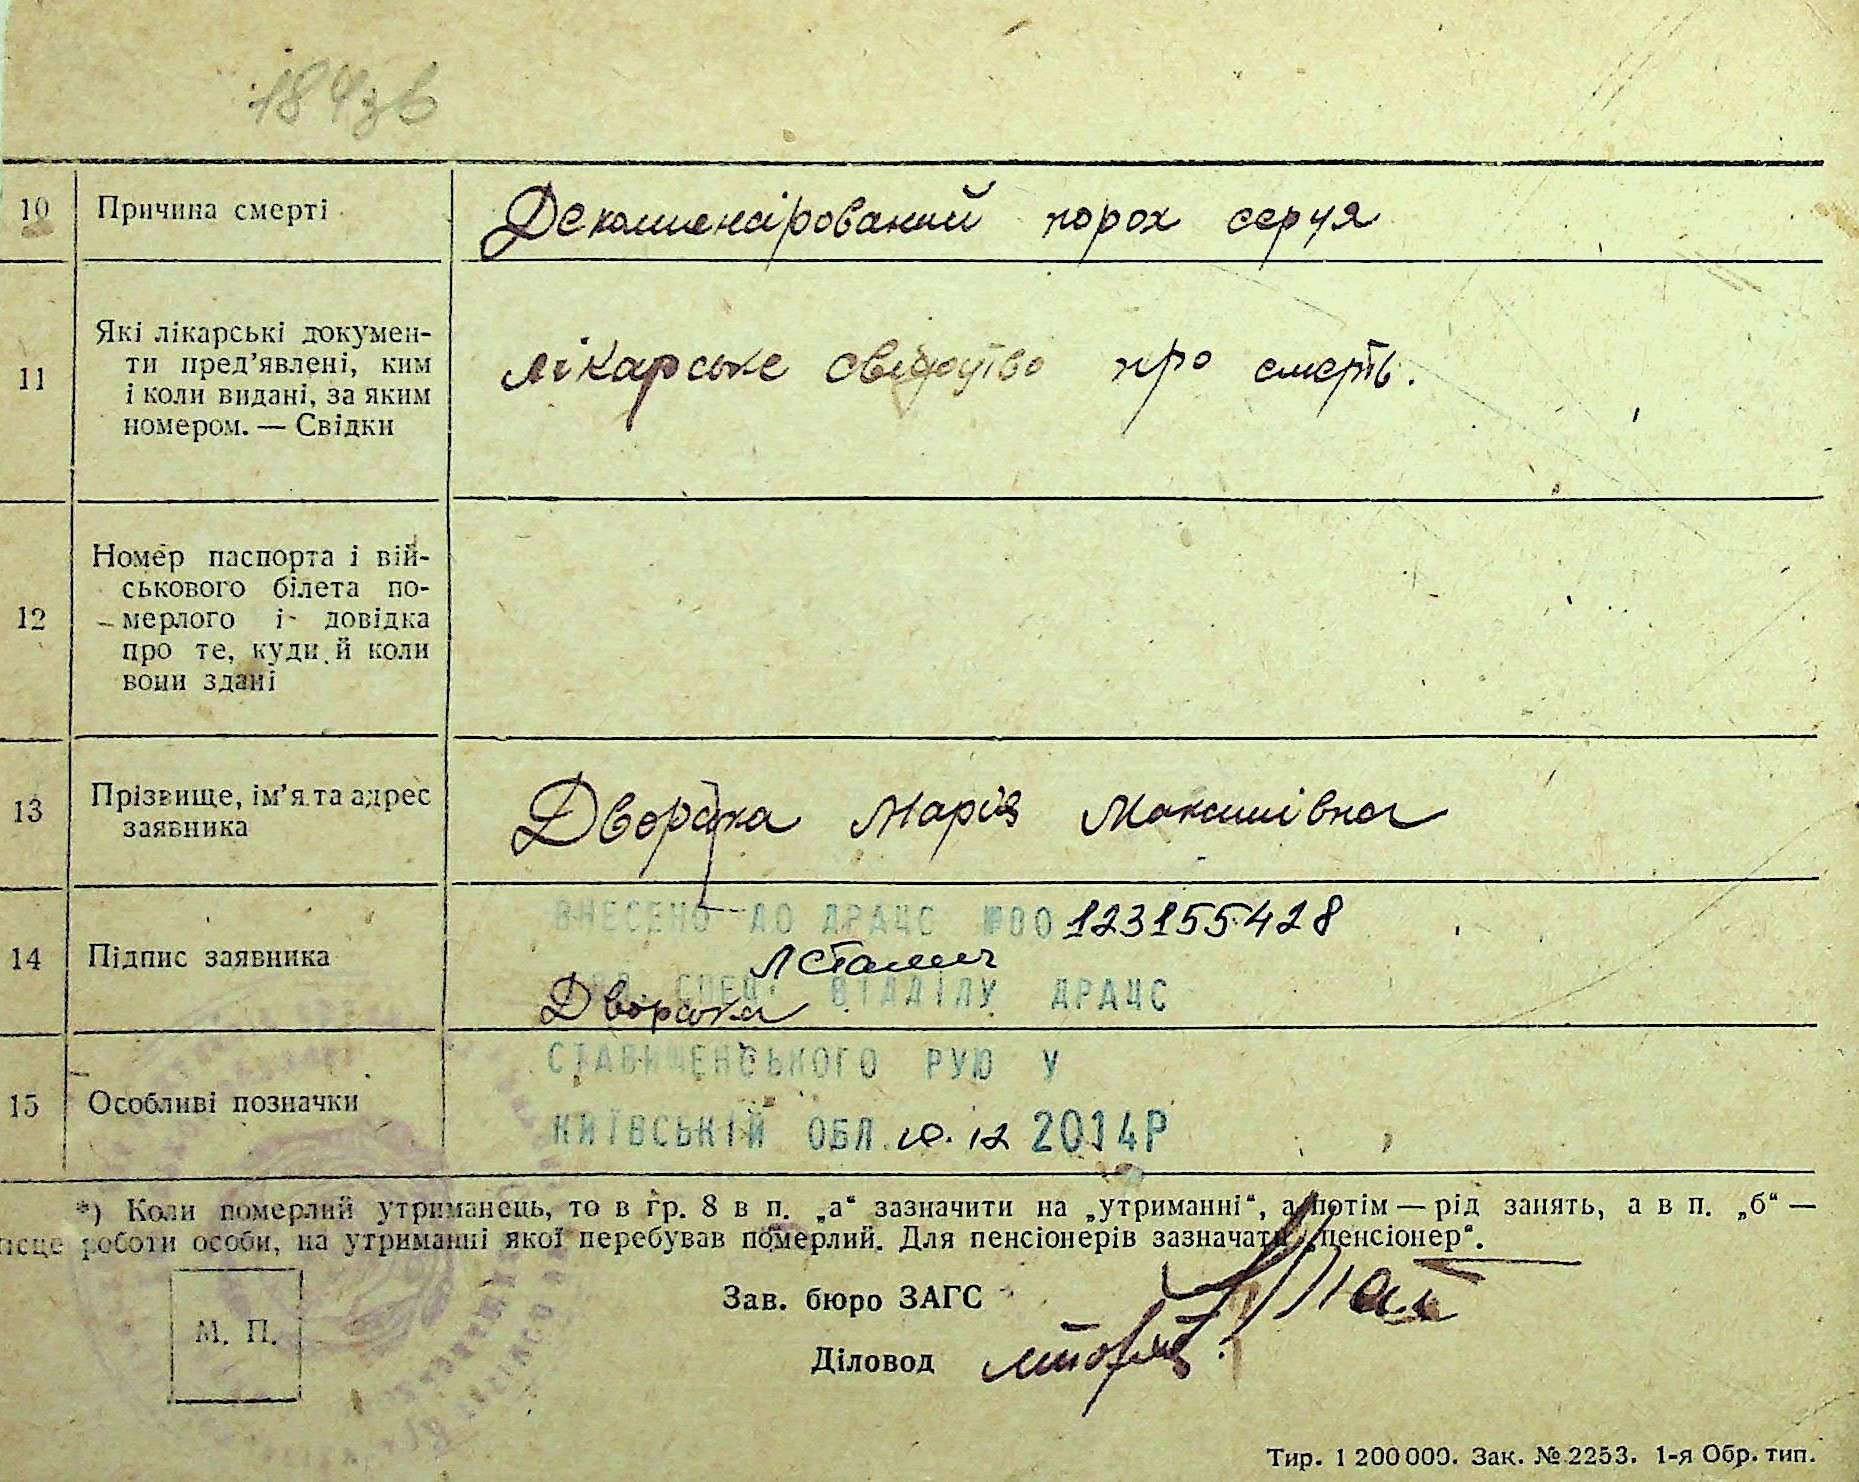 184зв
10 Причина смерті Декомпенсірований порох серця
11 Які лікарські докумен-
ти пред’явлені, ким
і коли видані, за яким
номером. — Свідки
лікарське свідоцтво про смерть.
12 Номер паспорта і вій-
ськового білета по-
мерлого і довідка
про те, куди й коли
вони здані
13 Прізвище, ім’я та адрес
заявника
Дворська Марія Максимівна
ВНЕСЕНО ДО ДРАЦС №00123155428
14 Підпис заявника
СПЕЦ. ВІДДІЛУ ДРАЦС
Дворська
СТАВИЩЕНСЬКОГО РУЮ У
15 Особливі позначки
КИЇВСЬКІЙ ОБЛ. 10.12 2014Р
*) Коли померлий утриманець, то в гр. 8 в п. „а“ зазначити на „утриманні“, а потім — рід занять, а в п. „б“ —
місце роботи особи, на утриманні якої перебував померлий. Для пенсіонерів зазначати „пенсіонер“.
Зав. бюро ЗАГС
М. П.
Діловод
Тир. 1 200 000. Зак. № 2253. 1-я Обр. тип.